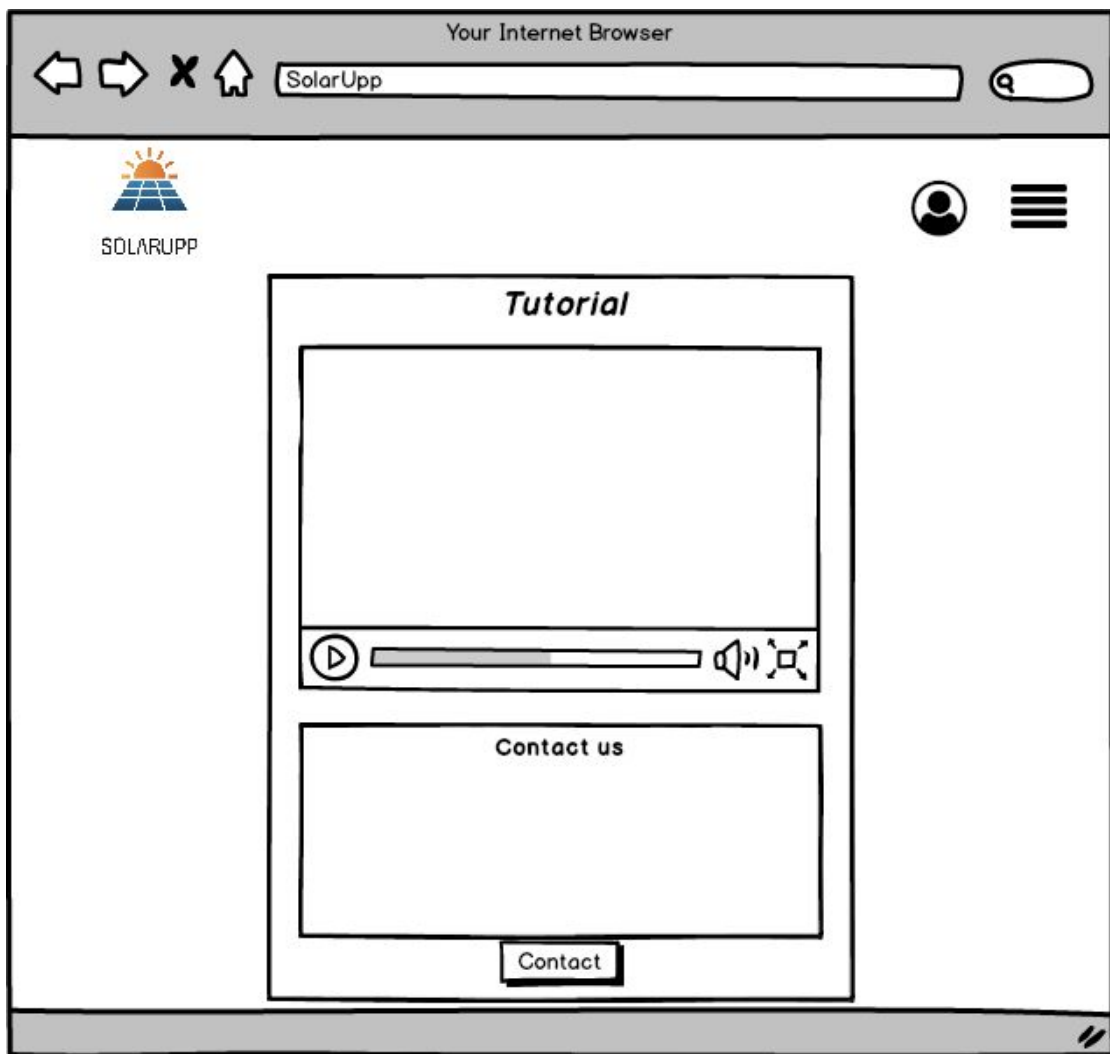 Your Internet Browser
SolarUpp
SOLARUPP
Tutorial
Contact us
Contact